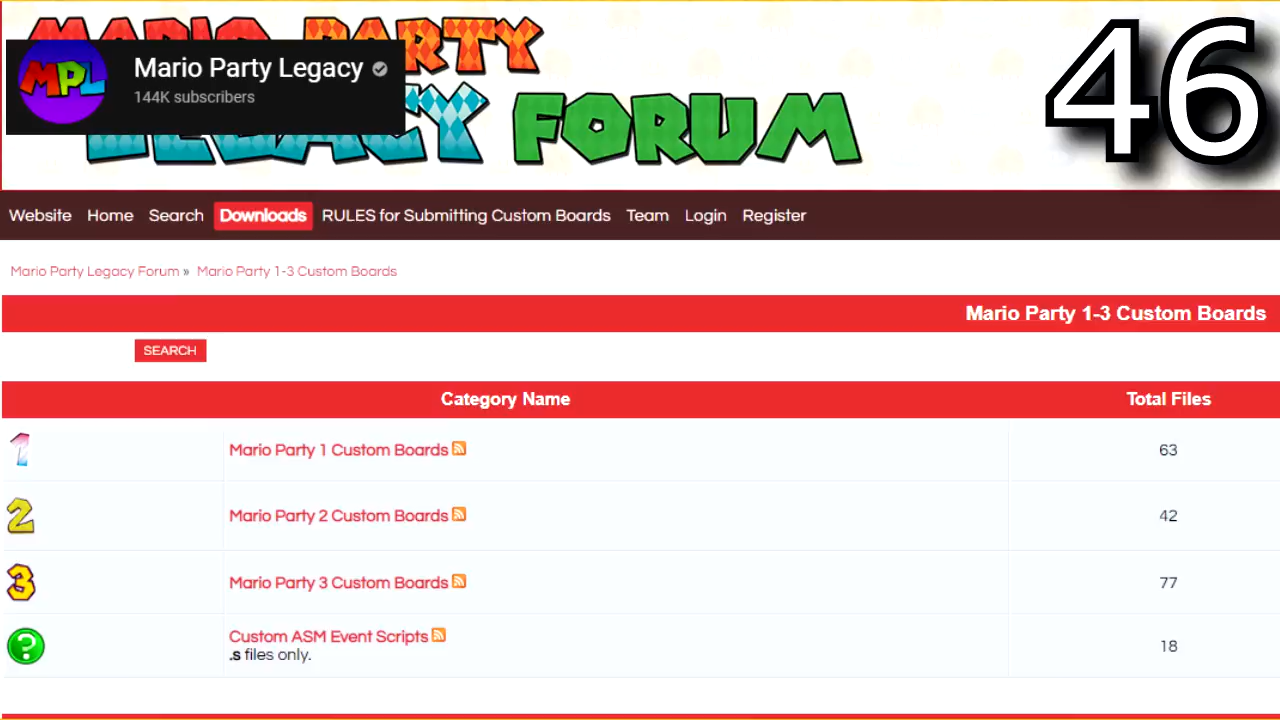 MARIO PARTY
LEGACY FORUM
MPL
Mario Party Legacy
144K subscribers
46
Website Home Search Downloads RULES for Submitting Custom Boards Team Login Register
Mario Party Legacy Forum » Mario Party 1-3 Custom Boards
Mario Party 1-3 Custom Boards
SEARCH
Category Name Total Files
1 Mario Party 1 Custom Boards 63
2 Mario Party 2 Custom Boards 42
3 Mario Party 3 Custom Boards 77
? Custom ASM Event Scripts 18
.s files only.